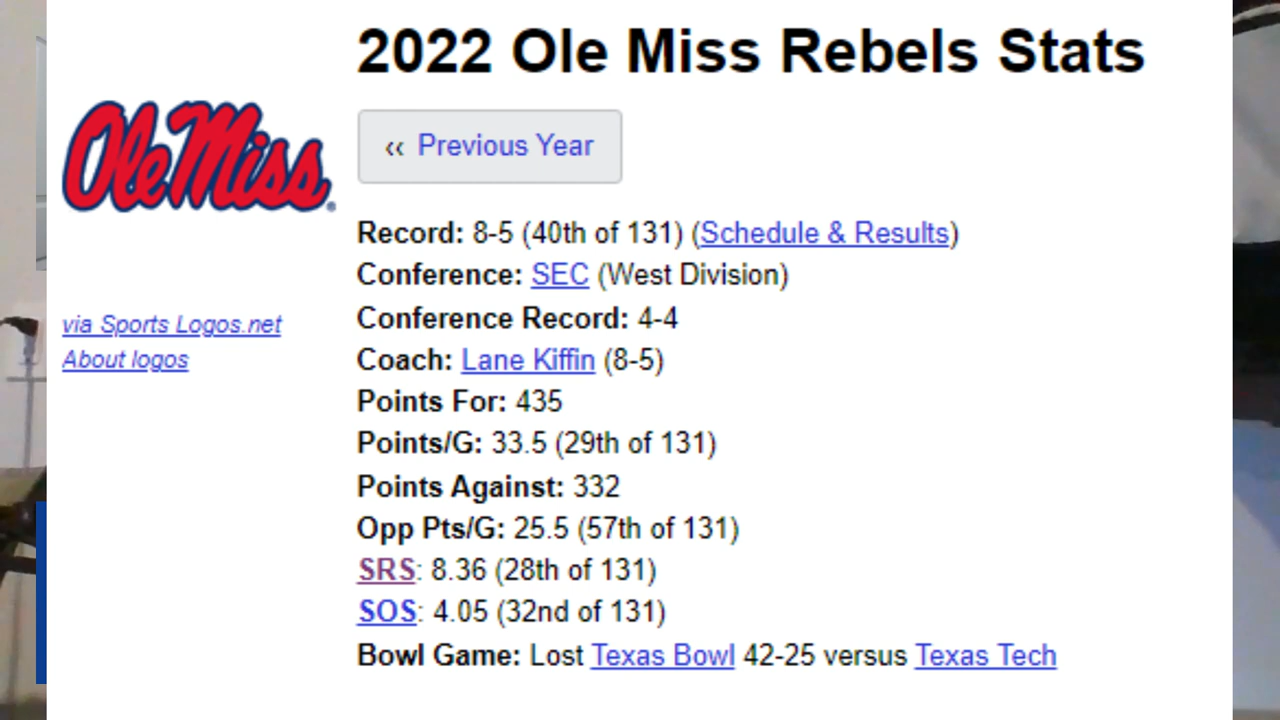 2022 Ole Miss Rebels Stats
‹‹ Previous Year
Ole Miss
Record: 8-5 (40th of 131) (Schedule & Results)
Conference: SEC (West Division)
Conference Record: 4-4
via Sports Logos.net
About logos
Coach: Lane Kiffin (8-5)
Points For: 435
Points/G: 33.5 (29th of 131)
Points Against: 332
Opp Pts/G: 25.5 (57th of 131)
SRS: 8.36 (28th of 131)
SOS: 4.05 (32nd of 131)
Bowl Game: Lost Texas Bowl 42-25 versus Texas Tech